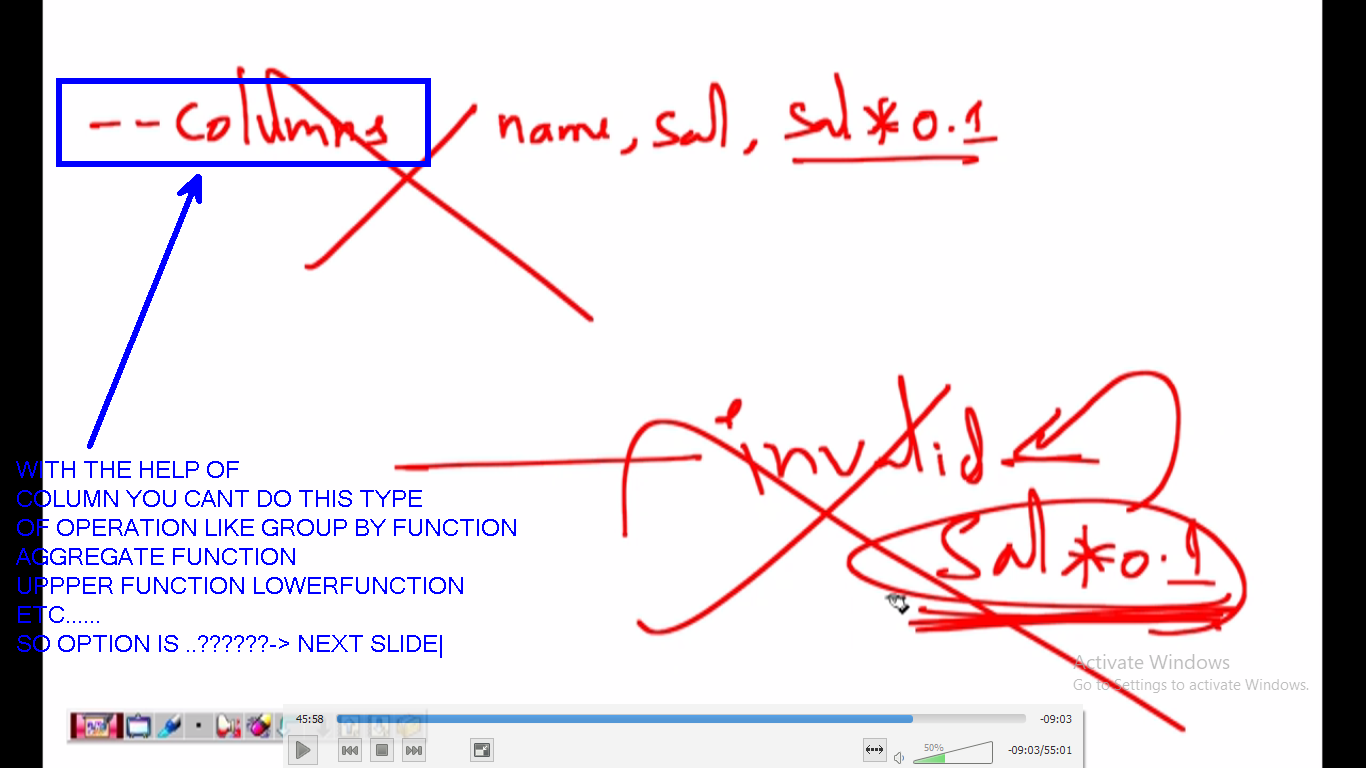 --Columns name, sal, sal*0.1
invalid
Sal*0.1
WITH THE HELP OF
COLUMN YOU CANT DO THIS TYPE
OF OPERATION LIKE GROUP BY FUNCTION
AGGREGATE FUNCTION
UPPPER FUNCTION LOWERFUNCTION
ETC......
SO OPTION IS ..??????-> NEXT SLIDE|
Activate Windows
Go to Settings to activate Windows.
45:58
-09:03
50%
-09:03/55:01